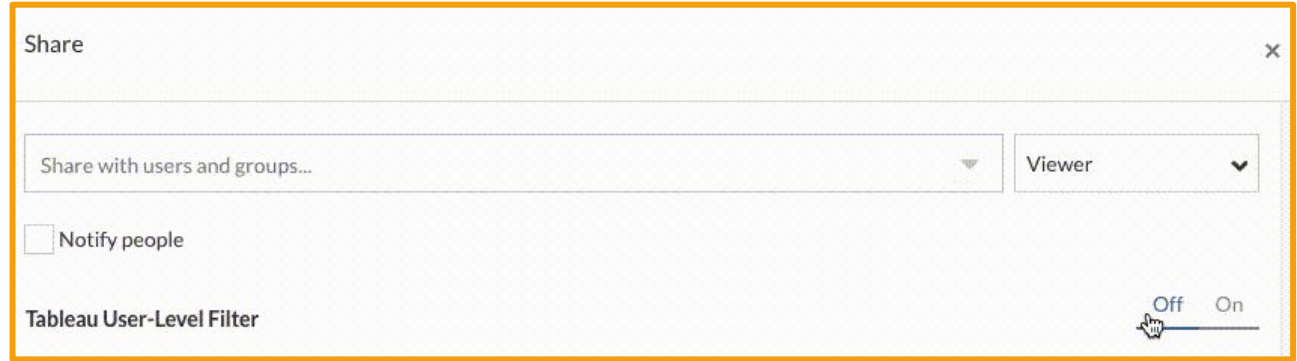 Share
×
Share with users and groups...
Viewer
Notify people
Off On
Tableau User-Level Filter